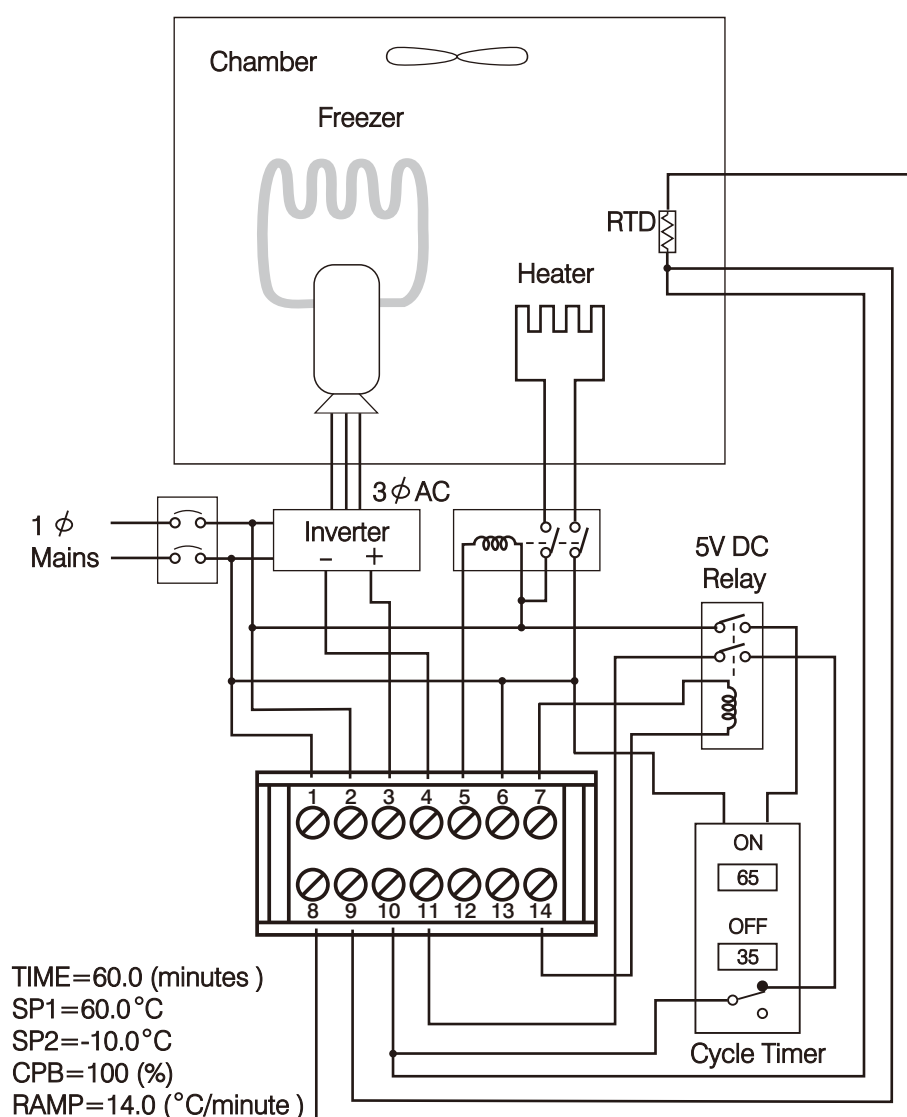 Chamber
Freezer
RTD
Heater
3 ϕ AC
1 ϕ
Mains
Inverter
− +
5V DC
Relay
1 2 3 4 5 6 7
8 9 10 11 12 13 14
ON
65
OFF
35
Cycle Timer
TIME=60.0 (minutes )
SP1=60.0°C
SP2=-10.0°C
CPB=100 (%)
RAMP=14.0 (°C/minute )